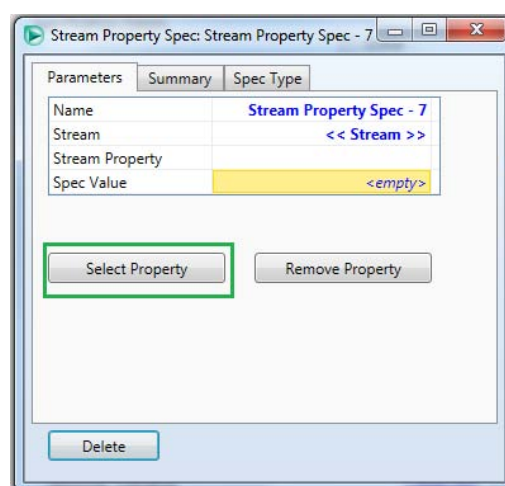 Stream Property Spec: Stream Property Spec - 7
Parameters Summary Spec Type
Name Stream Property Spec - 7
Stream << Stream >>
Stream Property
Spec Value <empty>
Select Property Remove Property
Delete